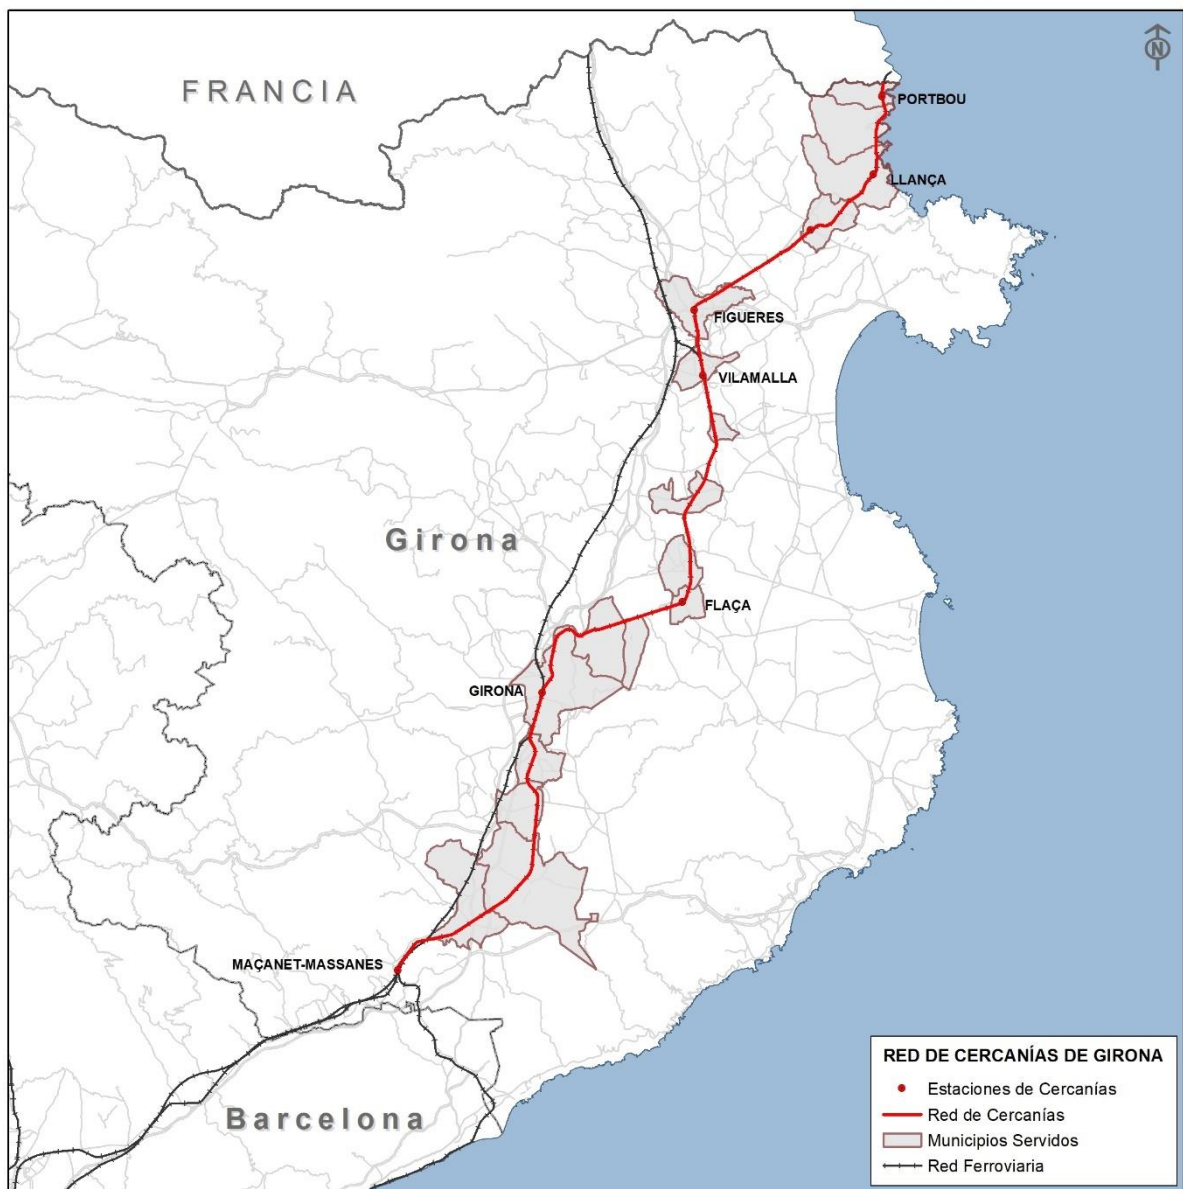 N
FRANCIA
PORTBOU
LLANÇA
FIGUERES
VILAMALLA
Girona
FLAÇA
GIRONA
MAÇANET-MASSANES
Barcelona
RED DE CERCANÍAS DE GIRONA
Estaciones de Cercanías
Red de Cercanías
Municipios Servidos
Red Ferroviaria